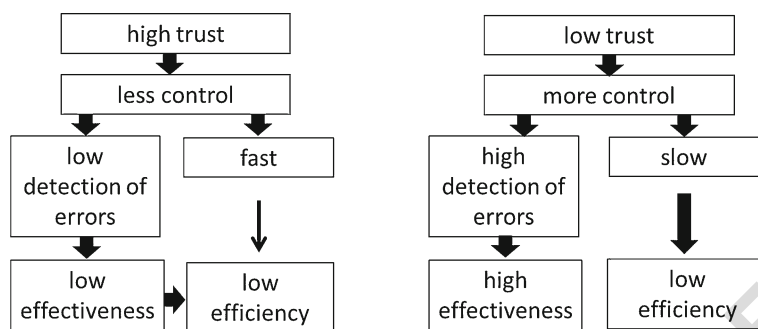 high trust
less control
low
detection of
errors
fast
low
effectiveness
low
efficiency
low trust
more control
high
detection of
errors
slow
high
effectiveness
low
efficiency